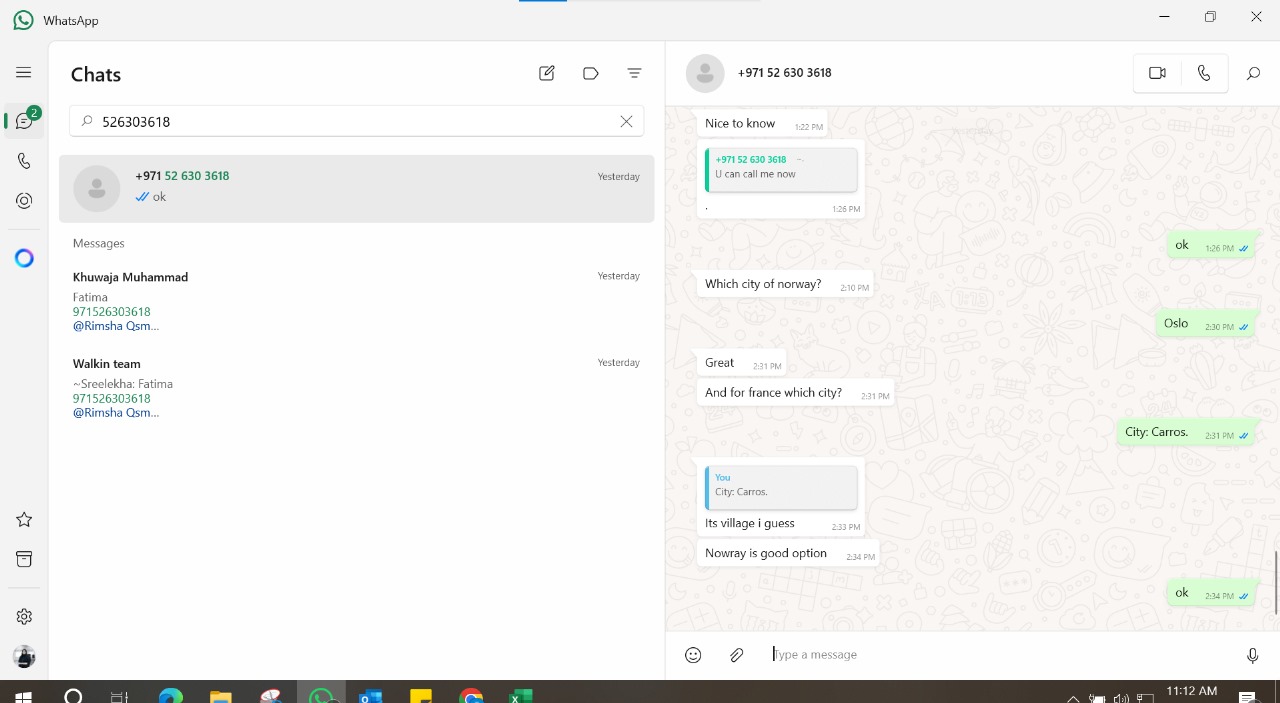 WhatsApp
2
Chats
526303618
+971 52 630 3618
Yesterday
ok
Messages
Khuwaja Muhammad
Yesterday
Fatima
971526303618
@Rimsha Qsm...
Walkin team
Yesterday
~Sreelekha: Fatima
971526303618
@Rimsha Qsm...
+971 52 630 3618
Yesterday
Nice to know 1:22 PM
+971 52 630 3618 ~.
U can call me now
. 1:26 PM
ok 1:26 PM
Which city of norway? 2:10 PM
Oslo 2:30 PM
Great 2:31 PM
And for france which city? 2:31 PM
City: Carros. 2:31 PM
You
City: Carros.
Its village i guess 2:33 PM
Nowray is good option 2:34 PM
ok 2:34 PM
Type a message
11:12 AM